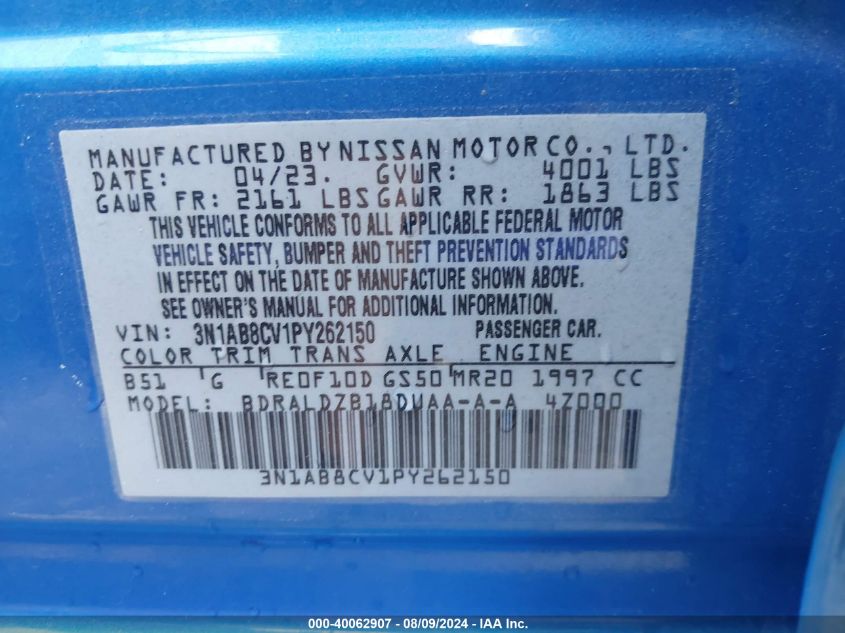 MANUFACTURED BY NISSAN MOTOR CO., LTD.
DATE: 04/23. GVWR: 4001 LBS
GAWR FR: 2161 LBS GAWR RR: 1863 LBS
THIS VEHICLE CONFORMS TO ALL APPLICABLE FEDERAL MOTOR
VEHICLE SAFETY, BUMPER AND THEFT PREVENTION STANDARDS
IN EFFECT ON THE DATE OF MANUFACTURE SHOWN ABOVE.
SEE OWNER'S MANUAL FOR ADDITIONAL INFORMATION.
VIN: 3N1AB8CV1PY262150 PASSENGER CAR.
COLOR TRIM TRANS AXLE ENGINE
B51 G RE0F10D GS50 MR20 1997 CC
MODEL: BDRALDZB18DUAA-A-A 4Z000
3N1AB8CV1PY262150
000-40062907 - 08/09/2024 - IAA Inc.